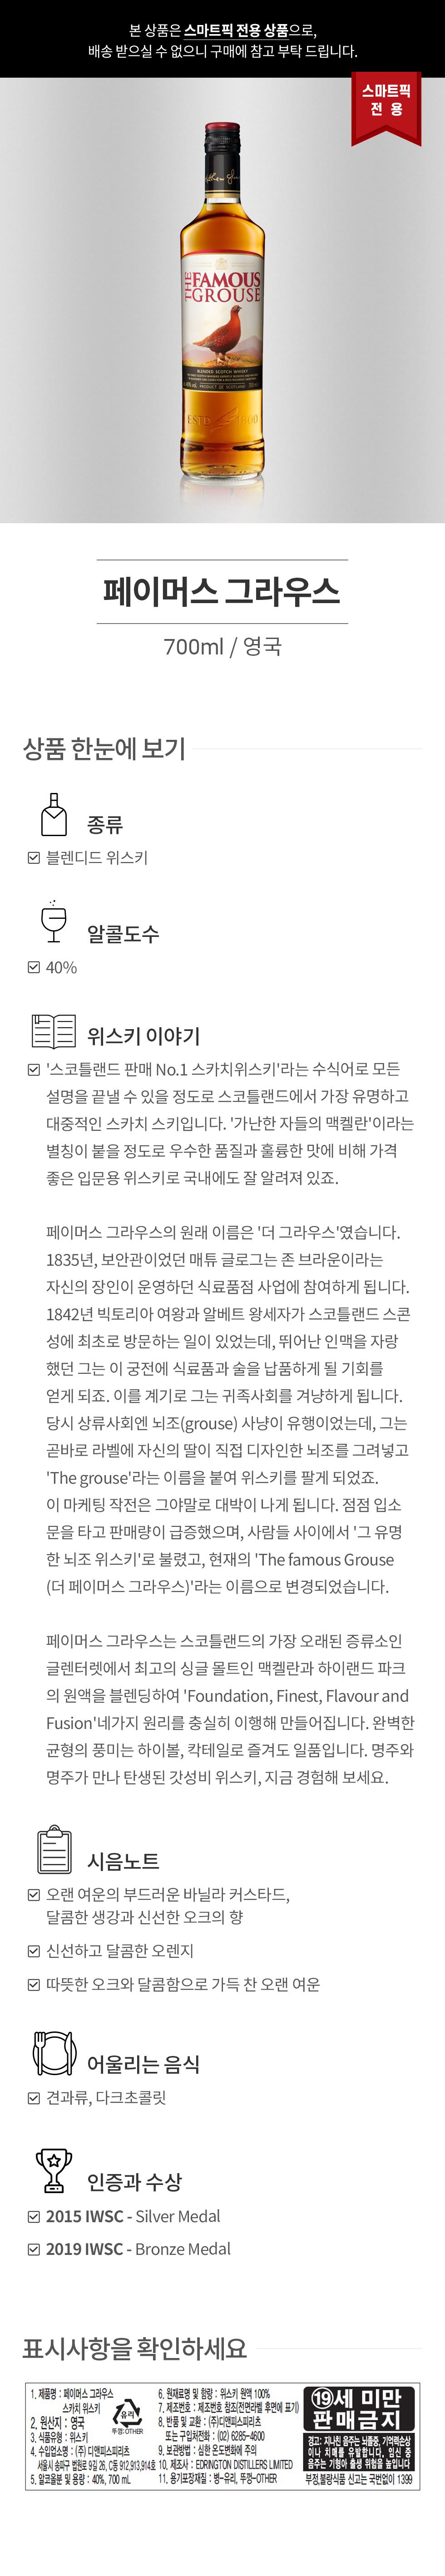 본 상품은 스마트픽 전용 상품으로,
배송 받으실 수 없으니 구매에 참고 부탁 드립니다.
스마트픽
전 용
THE FAMOUS
GROUSE
BLENDED SCOTCH WHISKY
PRODUCT OF SCOTLAND
ESTD 1800
페이머스 그라우스
700ml / 영국
상품 한눈에 보기
종류
블렌디드 위스키
알콜도수
40%
위스키 이야기
'스코틀랜드 판매 No.1 스카치위스키'라는 수식어로 모든
설명을 끝낼 수 있을 정도로 스코틀랜드에서 가장 유명하고
대중적인 스카치 스키입니다. '가난한 자들의 맥켈란'이라는
별칭이 붙을 정도로 우수한 품질과 훌륭한 맛에 비해 가격
좋은 입문용 위스키로 국내에도 잘 알려져 있죠.
페이머스 그라우스의 원래 이름은 '더 그라우스'였습니다.
1835년, 보안관이었던 매튜 글로그는 존 브라운이라는
자신의 장인이 운영하던 식료품점 사업에 참여하게 됩니다.
1842년 빅토리아 여왕과 알베트 왕세자가 스코틀랜드 스콘
성에 최초로 방문하는 일이 있었는데, 뛰어난 인맥을 자랑
했던 그는 이 궁전에 식료품과 술을 납품하게 될 기회를
얻게 되죠. 이를 계기로 그는 귀족사회를 겨냥하게 됩니다.
당시 상류사회엔 뇌조(grouse) 사냥이 유행이었는데, 그는
곧바로 라벨에 자신의 딸이 직접 디자인한 뇌조를 그려넣고
'The grouse'라는 이름을 붙여 위스키를 팔게 되었죠.
이 마케팅 작전은 그야말로 대박이 나게 됩니다. 점점 입소
문을 타고 판매량이 급증했으며, 사람들 사이에서 '그 유명
한 뇌조 위스키'로 불렸고, 현재의 'The famous Grouse
(더 페이머스 그라우스)'라는 이름으로 변경되었습니다.
페이머스 그라우스는 스코틀랜드의 가장 오래된 증류소인
글렌터렛에서 최고의 싱글 몰트인 맥켈란과 하이랜드 파크
의 원액을 블렌딩하여 'Foundation, Finest, Flavour and
Fusion'네가지 원리를 충실히 이행해 만들어집니다. 완벽한
균형의 풍미는 하이볼, 칵테일로 즐겨도 일품입니다. 명주와
명주가 만나 탄생된 갓성비 위스키, 지금 경험해 보세요.
시음노트
오랜 여운의 부드러운 바닐라 커스타드,
달콤한 생강과 신선한 오크의 향
신선하고 달콤한 오렌지
따뜻한 오크와 달콤함으로 가득 찬 오랜 여운
어울리는 음식
견과류, 다크초콜릿
인증과 수상
2015 IWSC - Silver Medal
2019 IWSC - Bronze Medal
표시사항을 확인하세요
1. 제품명 : 페이머스 그라우스
스카치 위스키
2. 원산지 : 영국
3. 식품유형 : 위스키
4. 수입업소명 : (주) 디앤피스피리츠
서울시 송파구 법원로 9길 26, C동 912,913,914호
5. 알코올분 및 용량 : 40%, 700 mL
유리
뚜껑:OTHER
6. 원재료명 및 함량 : 위스키 원액 100%
7. 제조번호 : 제조번호 참조(전면라벨 후면에 표기)
8. 반품 및 교환 : (주)디앤피스피리츠
또는 구입처전화 : (02) 6285-4600
9. 보관방법 : 심한 온도변화에 주의
10. 제조사 : EDRINGTON DISTILLERS LIMITED
11. 용기포장재질 : 병-유리, 뚜껑-OTHER
19세 미만
판매금지
경고: 지나친 음주는 뇌졸중, 기억력손상
이나 치매를 유발합니다. 임신 중
음주는 기형아 출생 위험을 높입니다
부정,불량식품 신고는 국번없이 1399